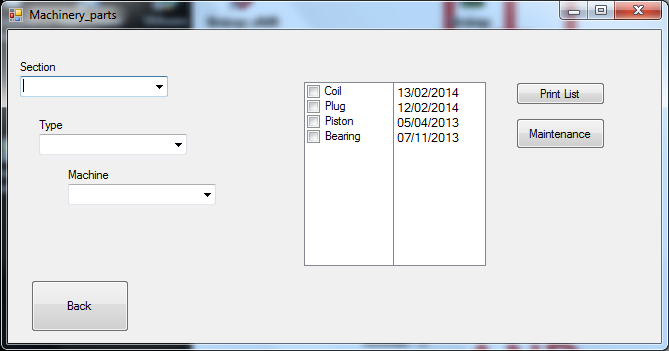 Machinery_parts
Section
Type
Machine
Coil 13/02/2014
Plug 12/02/2014
Piston 05/04/2013
Bearing 07/11/2013
Print List
Maintenance
Back